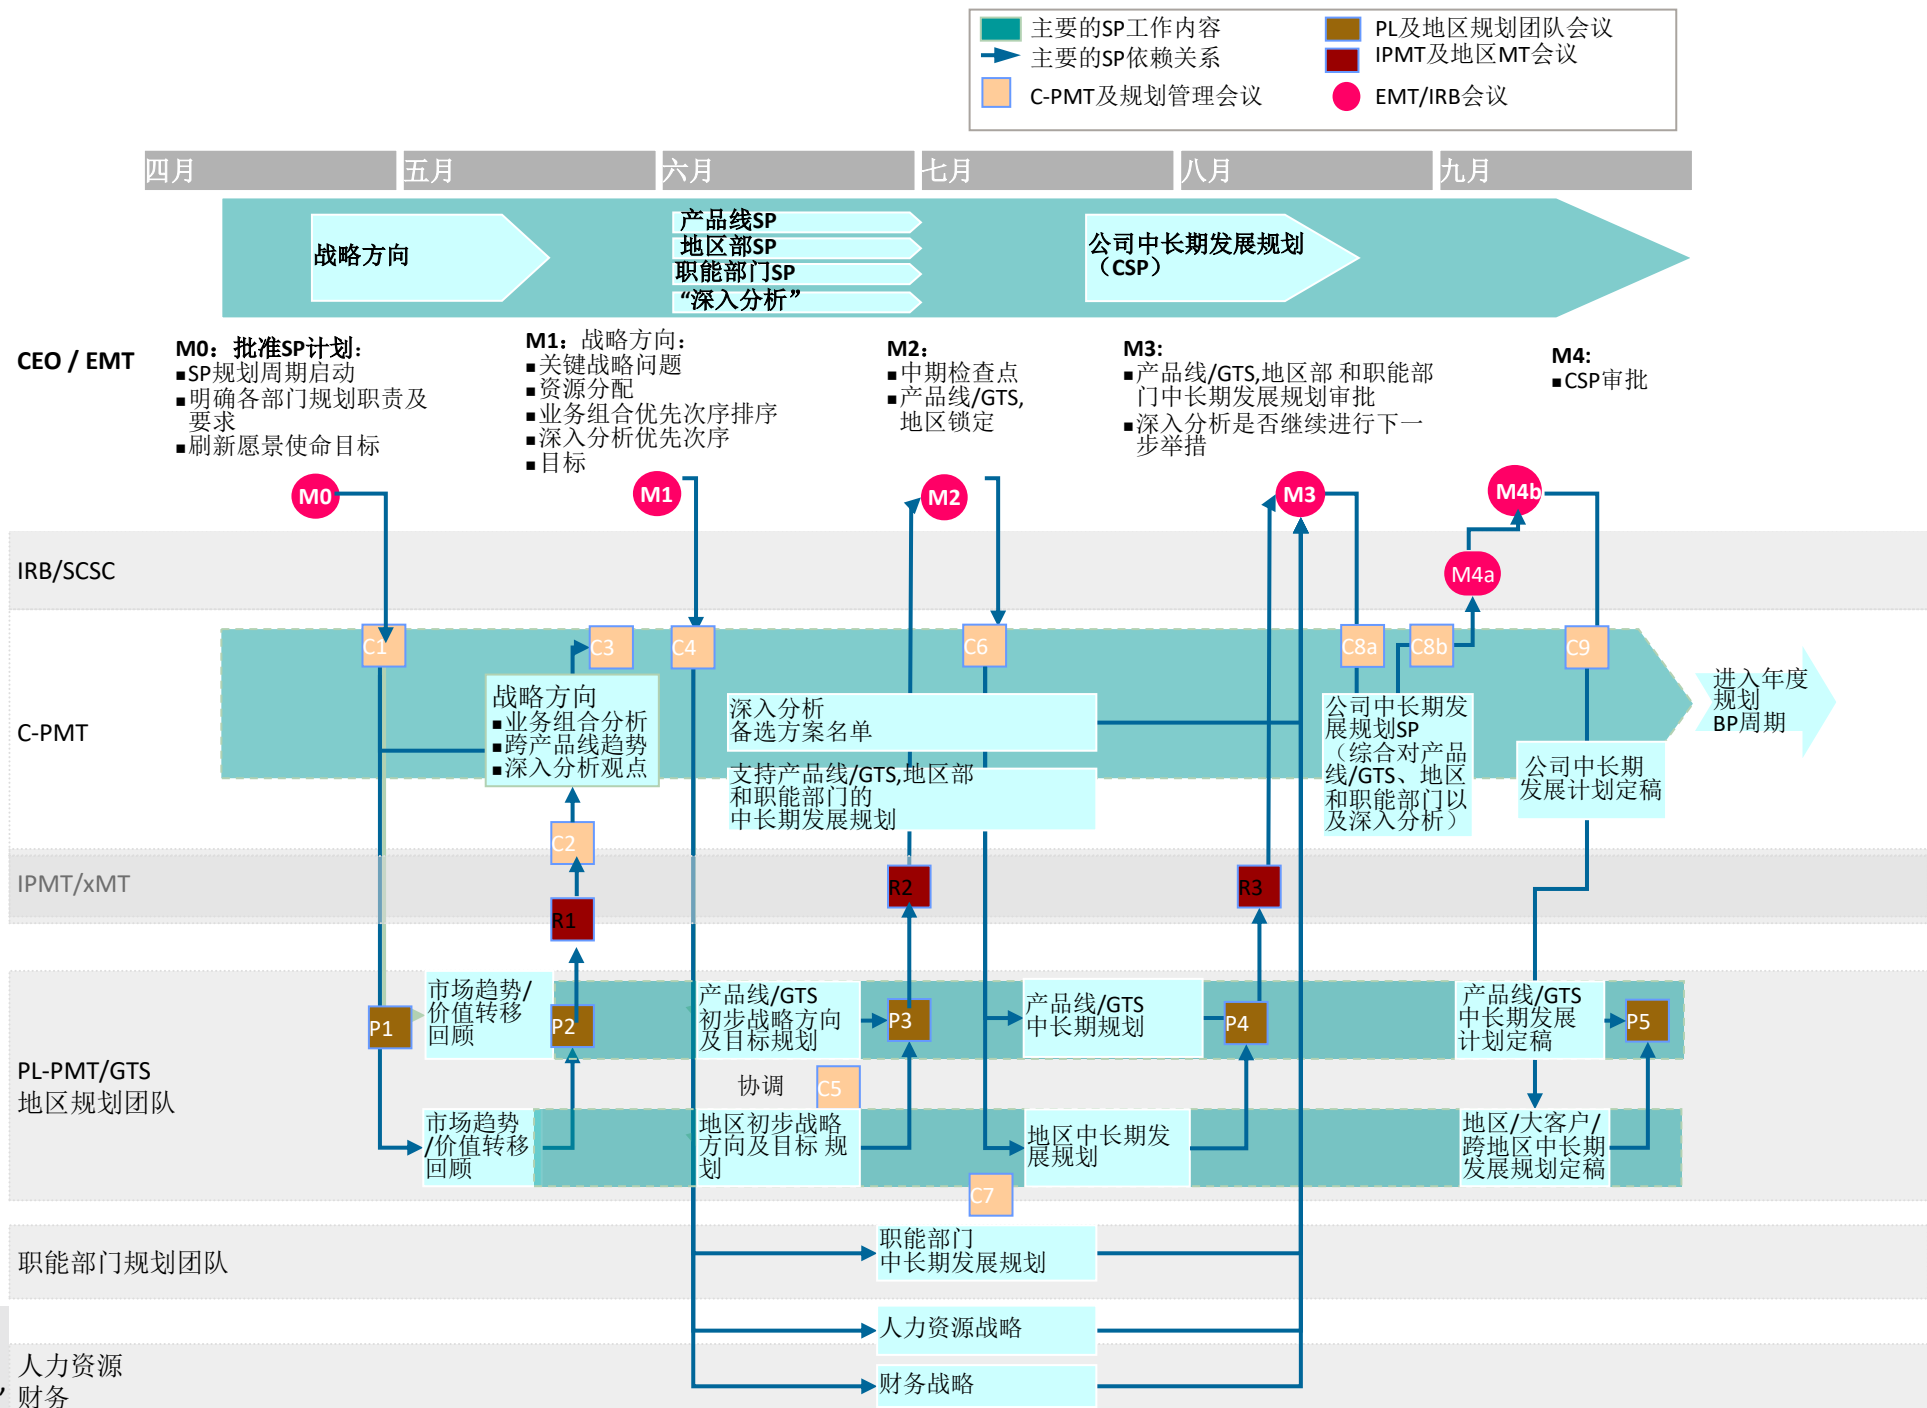 主要的SP工作内容
PL及地区规划团队会议
主要的SP依赖关系
IPMT及地区MT会议
C-PMT及规划管理会议
EMT/IRB会议
四月
五月
六月
七月
八月
九月
战略方向
产品线SP
地区部SP
职能部门SP
“深入分析”
公司中长期发展规划
（CSP）
CEO / EMT
M0：批准SP计划：
■SP规划周期启动
■明确各部门规划职责及
要求
■刷新愿景使命目标
M1：战略方向：
■关键战略问题
■资源分配
■业务组合优先次序排序
■深入分析优先次序
■目标
M2：
■中期检查点
■产品线/GTS,
地区锁定
M3:
■产品线/GTS,地区部 和职能部
门中长期发展规划审批
■深入分析是否继续进行下一
步举措
M4:
■CSP审批
M0
M1
M2
M3
M4b
IRB/SCSC
M4a
C1
C3
C4
C6
C8a
C8b
C9
C-PMT
战略方向
■业务组合分析
■跨产品线趋势
■深入分析观点
深入分析
备选方案名单
支持产品线/GTS,地区部
和职能部门的
中长期发展规划
公司中长期发
展规划SP
（综合对产品
线/GTS、地区
和职能部门以
及深入分析）
公司中长期
发展计划定稿
进入年度
规划
BP周期
C2
IPMT/xMT
R1
R2
R3
PL-PMT/GTS
地区规划团队
P1
市场趋势/
价值转移
回顾
P2
产品线/GTS
初步战略方向
及目标规划
P3
产品线/GTS
中长期规划
P4
产品线/GTS
中长期发展
计划定稿
P5
协调
C5
市场趋势
/价值转移
回顾
地区初步战略
方向及目标 规
划
地区中长期发
展规划
地区/大客户/
跨地区中长期
发展规划定稿
C7
职能部门规划团队
职能部门
中长期发展规划
人力资源战略
人力资源
财务
财务战略